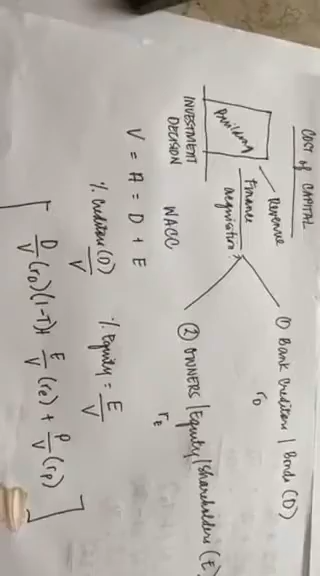 COST of CAPITAL
Building
Revenue
Finance
acquisition?
INVESTMENT
DECISION
① Bank Creditors | Bonds (D)
rD
② OWNERS | Equity | Shareholders (E)
rE
WACC
V = A = D + E
% Creditors (D)
V
% Equity = E/V
D/V (rD)(1-T)+ E/V (re) + P/V (rp)